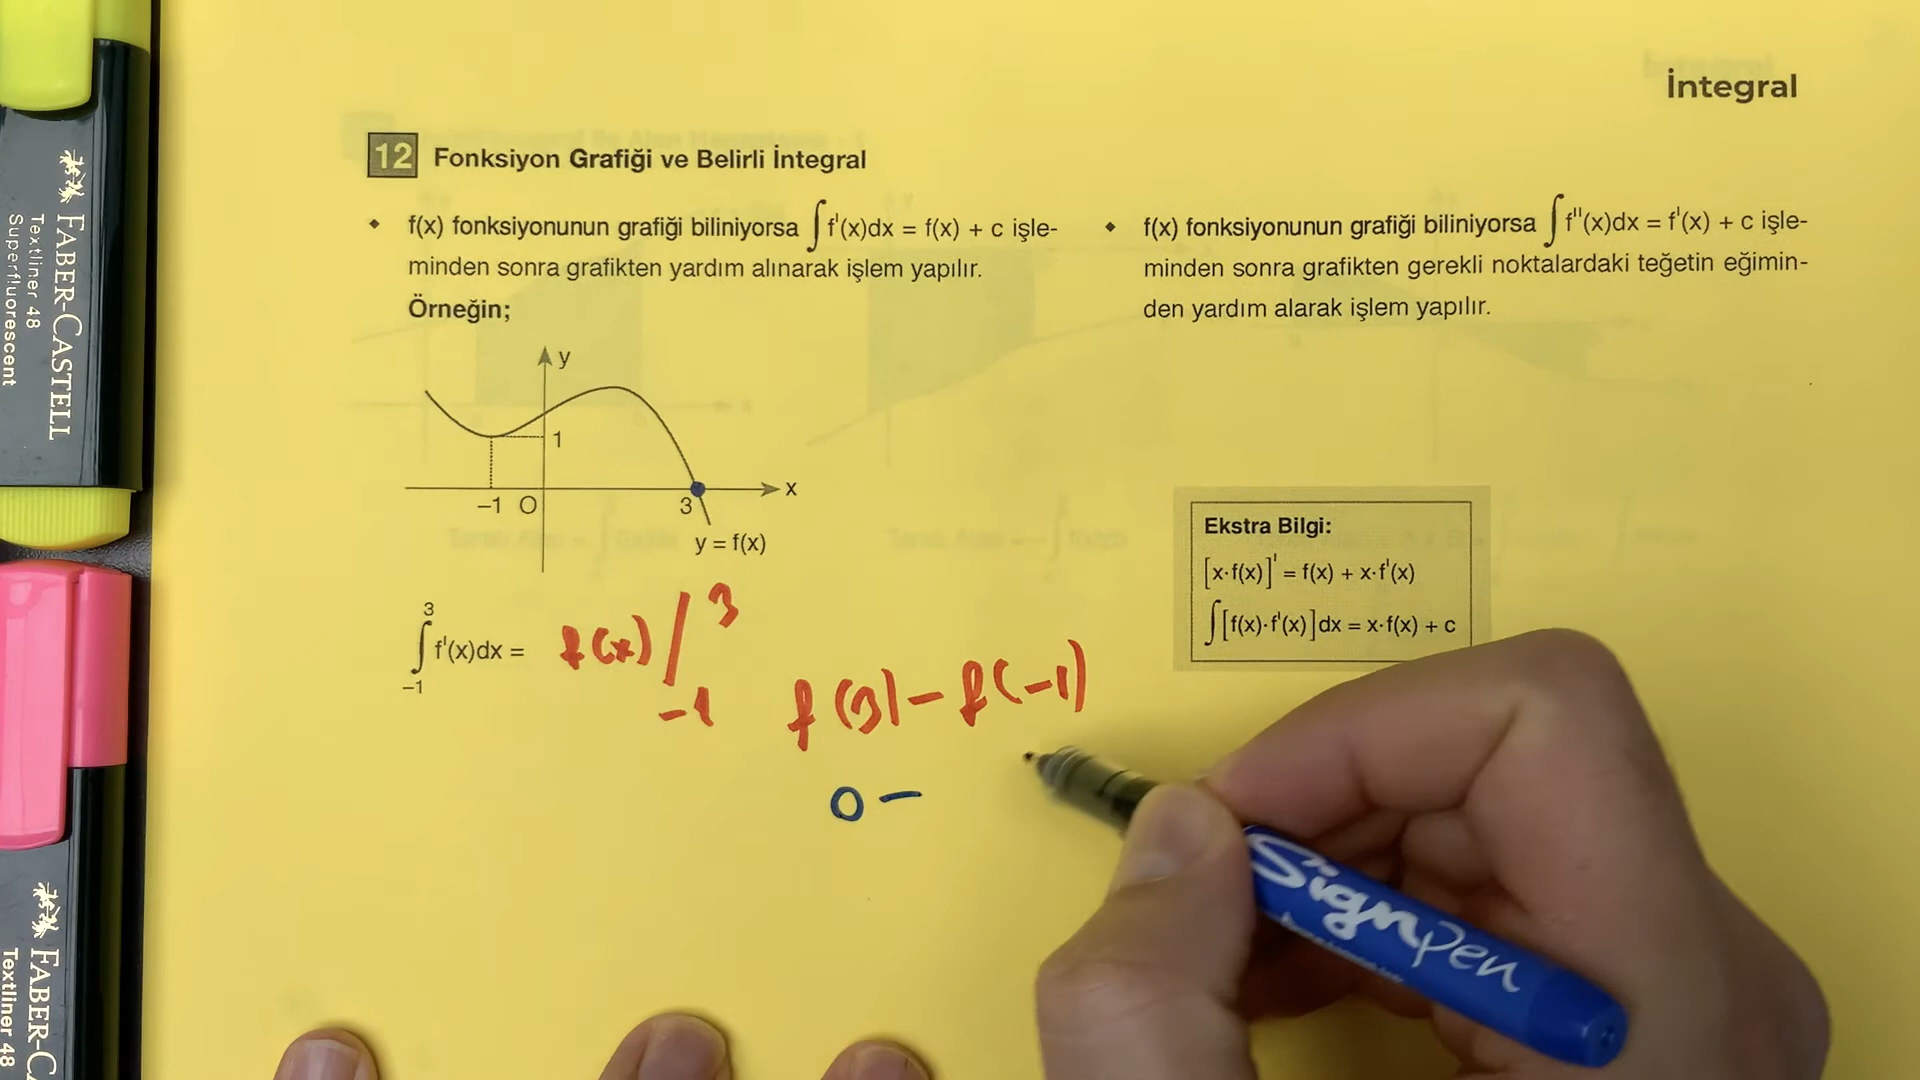 İntegral
12 Fonksiyon Grafiği ve Belirli İntegral
f(x) fonksiyonunun grafiği biliniyorsa ∫f'(x)dx = f(x) + c işle-
minden sonra grafikten yardım alınarak işlem yapılır.
Örneğin;
y
1
-1 O 3 x
y = f(x)
3
∫ f'(x)dx = f(x) / 3
-1 -1
f(3) - f(-1)
0 -
f(x) fonksiyonunun grafiği biliniyorsa ∫f''(x)dx = f'(x) + c işle-
minden sonra grafikten gerekli noktalardaki teğetin eğimin-
den yardım alarak işlem yapılır.
Ekstra Bilgi:
[x·f(x)]' = f(x) + x·f'(x)
∫[f(x)·f'(x)]dx = x·f(x) + c
FABER-CASTELL
Textliner 48
Superfluorescent
FABER-C
Textliner 48
Signpen